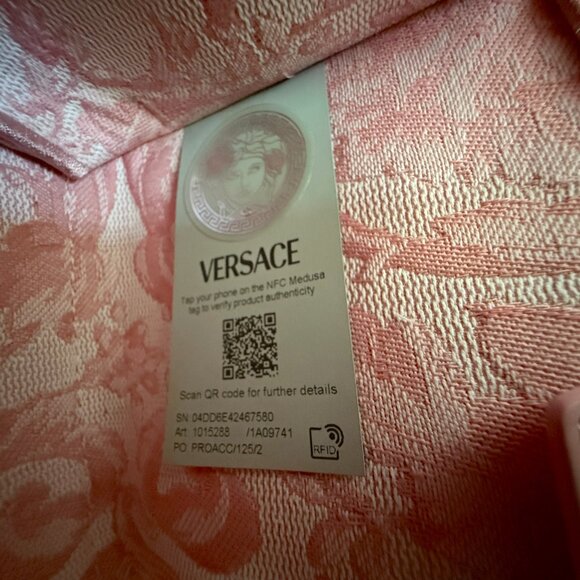 VERSACE
Tap your phone on the NFC Medusa
tag to verify product authenticity
Scan QR code for further details
SN: 04DD6E42467580
Art: 1015288 /1A09741
PO: PROACC/125/2
RFID